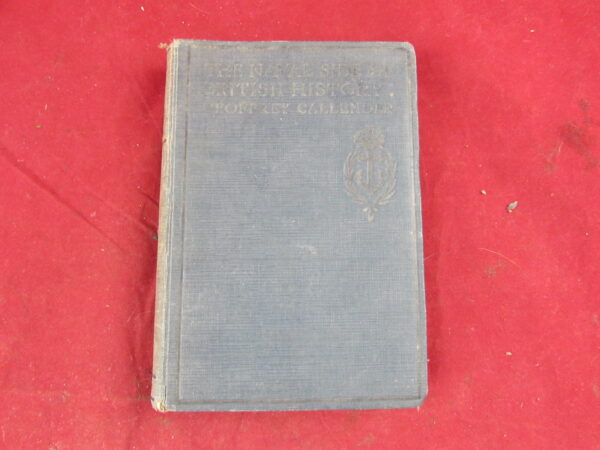 THE NAVAL SIDE OF
BRITISH HISTORY
GEOFFREY CALLENDER